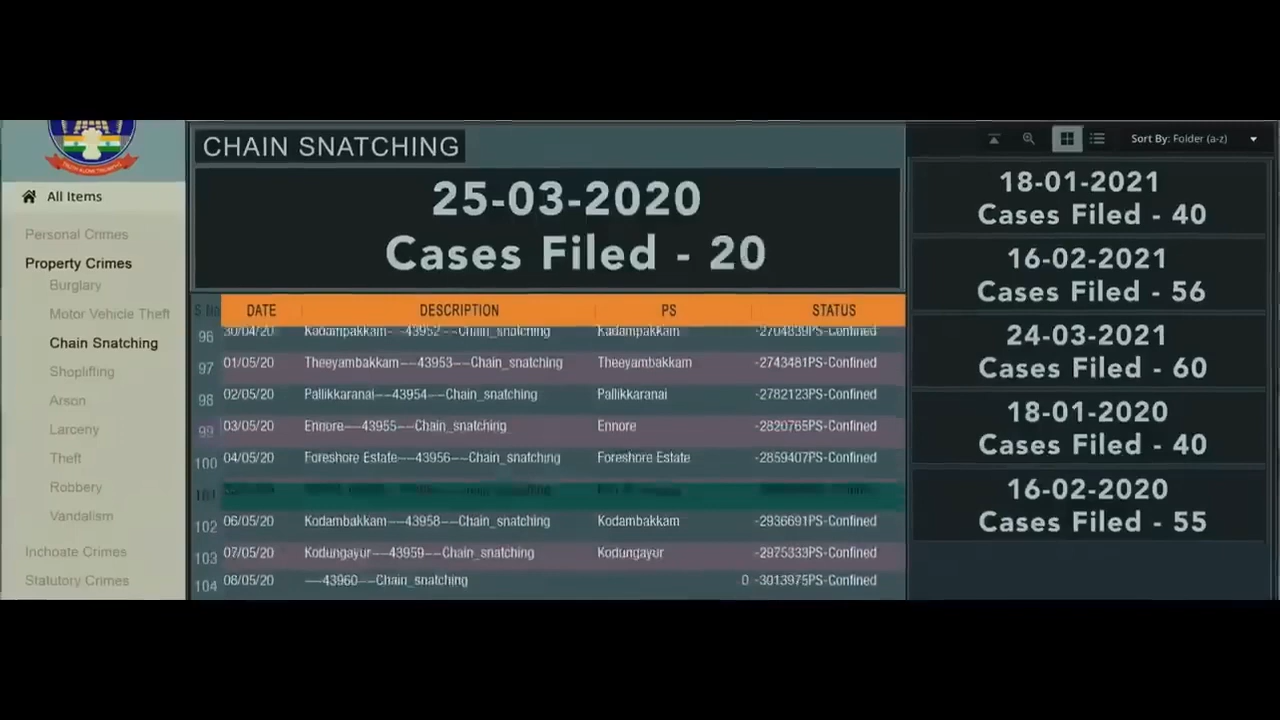 TRUTH ALONE TRIUMPHS
All Items
Personal Crimes
Property Crimes
Burglary
Motor Vehicle Theft
Chain Snatching
Shoplifting
Arson
Larceny
Theft
Robbery
Vandalism
Inchoate Crimes
Statutory Crimes
CHAIN SNATCHING
25-03-2020
Cases Filed - 20
S.No DATE DESCRIPTION PS STATUS
96 30/04/20 Kadampakkam---43952---Chain_snatching Kadampakkam -2704839PS-Confined
97 01/05/20 Theeyambakkam---43953---Chain_snatching Theeyambakkam -2743481PS-Confined
98 02/05/20 Pallikkaranai---43954---Chain_snatching Pallikkaranai -2782123PS-Confined
99 03/05/20 Ennore---43955---Chain_snatching Ennore -2820765PS-Confined
100 04/05/20 Foreshore Estate---43956---Chain_snatching Foreshore Estate -2859407PS-Confined
101
102 06/05/20 Kodambakkam---43958---Chain_snatching Kodambakkam -2936691PS-Confined
103 07/05/20 Kodungayur---43959---Chain_snatching Kodungayur -2975333PS-Confined
104 08/05/20 ---43960---Chain_snatching 0 -3013975PS-Confined
Sort By: Folder (a-z)
18-01-2021
Cases Filed - 40
16-02-2021
Cases Filed - 56
24-03-2021
Cases Filed - 60
18-01-2020
Cases Filed - 40
16-02-2020
Cases Filed - 55